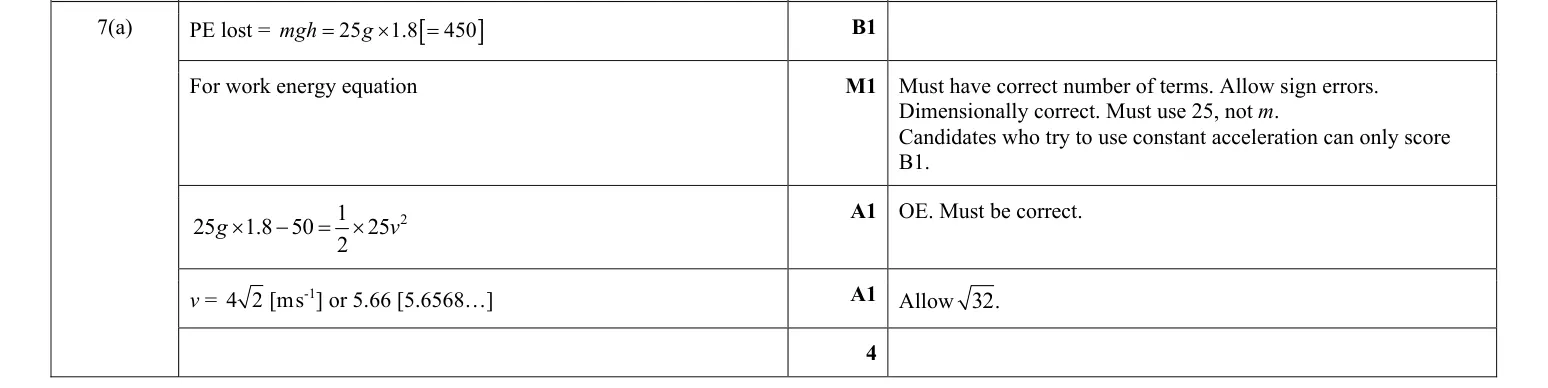 7(a)
PE lost = mgh = 25g × 1.8[= 450]
B1
For work energy equation
M1
Must have correct number of terms. Allow sign errors.
Dimensionally correct. Must use 25, not m.
Candidates who try to use constant acceleration can only score
B1.
25g × 1.8 − 50 = 1/2 × 25v²
A1
OE. Must be correct.
v = 4√2 [m s⁻¹] or 5.66 [5.6568…]
A1
Allow √32.
4